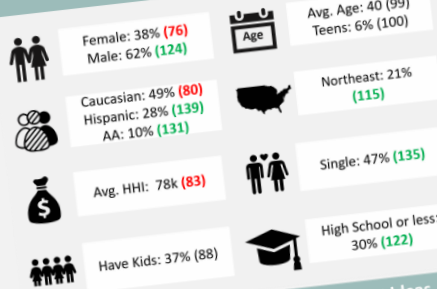 Female: 38% (76)
Male: 62% (124)
Age
Avg. Age: 40 (99)
Teens: 6% (100)
Caucasian: 49% (80)
Hispanic: 28% (139)
AA: 10% (131)
Northeast: 21%
(115)
$
Avg. HHI: 78k (83)
Single: 47% (135)
Have Kids: 37% (88)
High School or less:
30% (122)